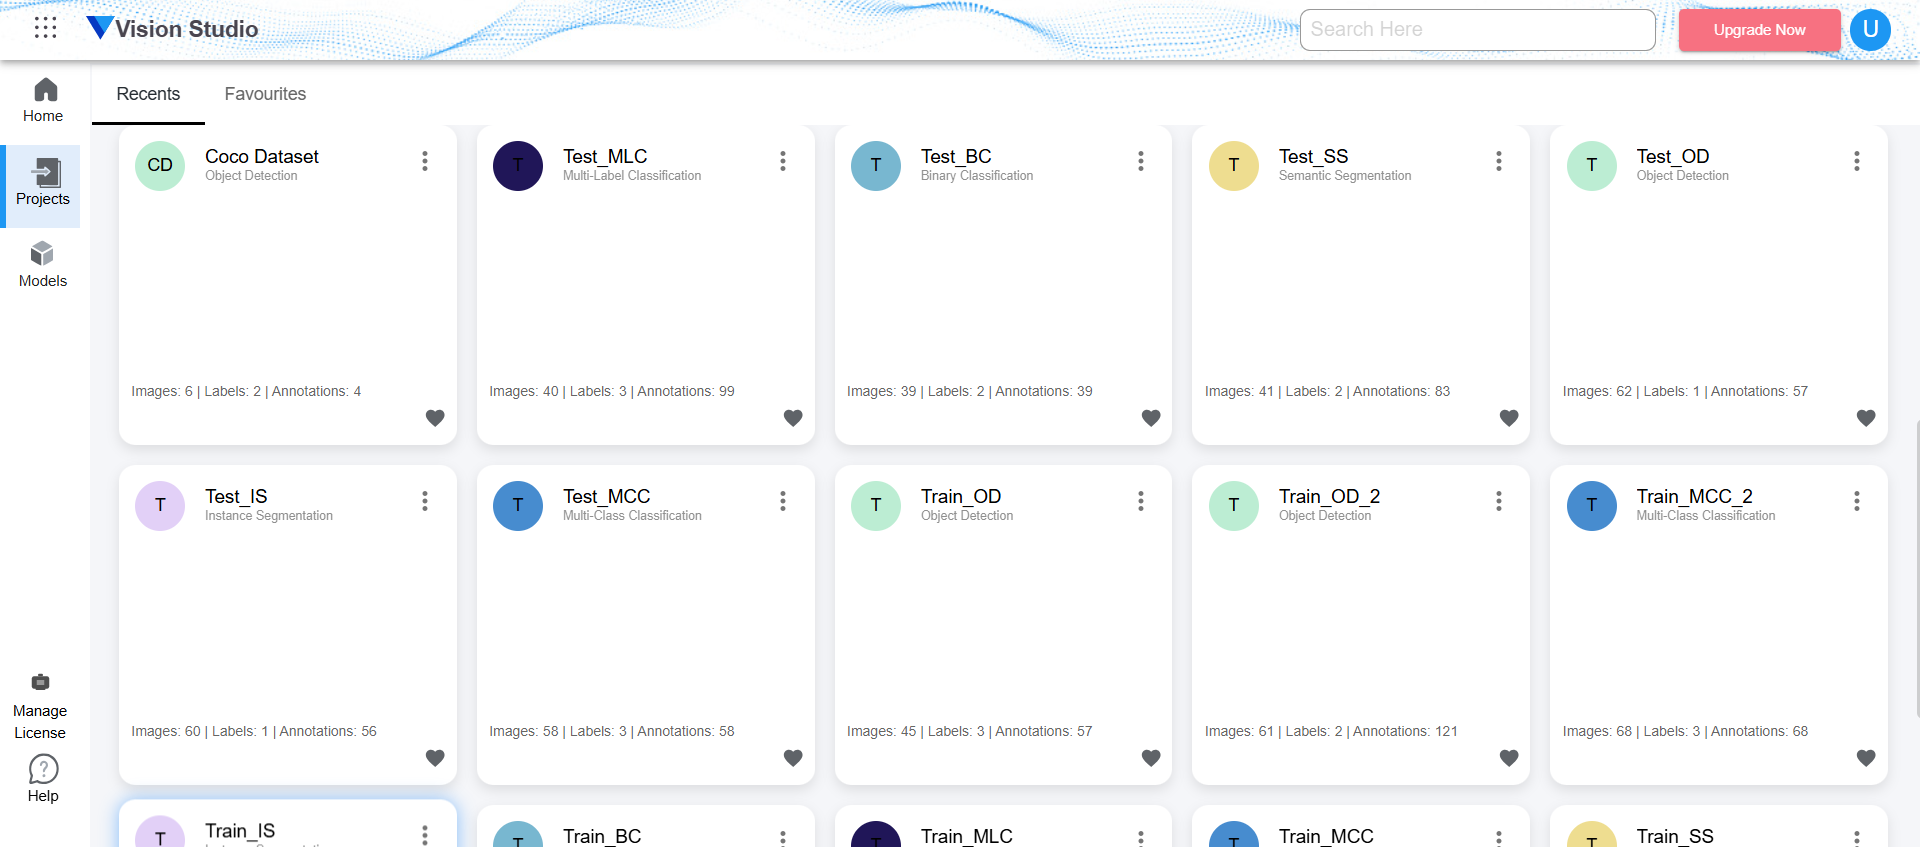 Vision Studio
Search Here
Upgrade Now
U
Home
Projects
Models
Manage
License
Help
Recents Favourites
CD
Coco Dataset
Object Detection
Images: 6 | Labels: 2 | Annotations: 4
T
Test_MLC
Multi-Label Classification
Images: 40 | Labels: 3 | Annotations: 99
T
Test_BC
Binary Classification
Images: 39 | Labels: 2 | Annotations: 39
T
Test_SS
Semantic Segmentation
Images: 41 | Labels: 2 | Annotations: 83
T
Test_OD
Object Detection
Images: 62 | Labels: 1 | Annotations: 57
T
Test_IS
Instance Segmentation
Images: 60 | Labels: 1 | Annotations: 56
T
Test_MCC
Multi-Class Classification
Images: 58 | Labels: 3 | Annotations: 58
T
Train_OD
Object Detection
Images: 45 | Labels: 3 | Annotations: 57
T
Train_OD_2
Object Detection
Images: 61 | Labels: 2 | Annotations: 121
T
Train_MCC_2
Multi-Class Classification
Images: 68 | Labels: 3 | Annotations: 68
T
Train_IS
T
Train_BC
T
Train_MLC
T
Train_MCC
T
Train_SS